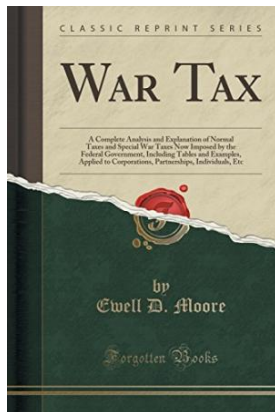 CLASSIC REPRINT SERIES
WAR TAX
A Complete Analysis and Explanation of Normal
Taxes and Special War Taxes Now Imposed by the
Federal Government, Including Tables and Examples,
Applied to Corporations, Partnerships, Individuals, Etc
by
Ewell D. Moore
Forgotten Books